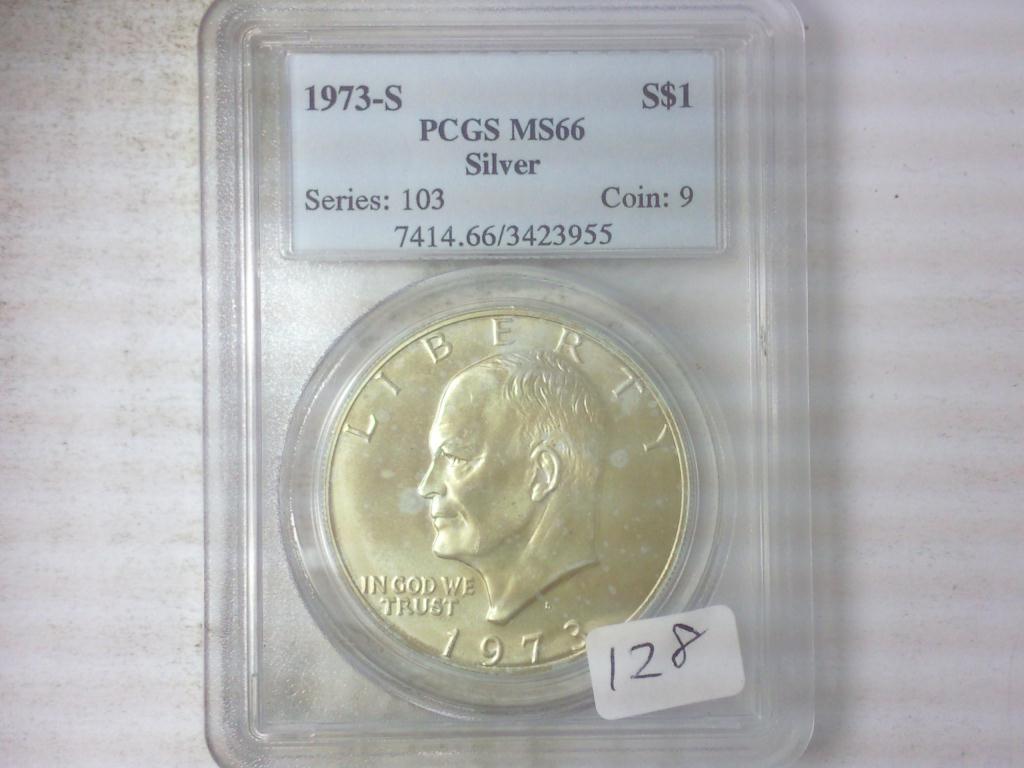 1973-S S$1
PCGS MS66
Silver
Series: 103 Coin: 9
7414.66/3423955
LIBERTY
IN GOD WE
TRUST
1973
128